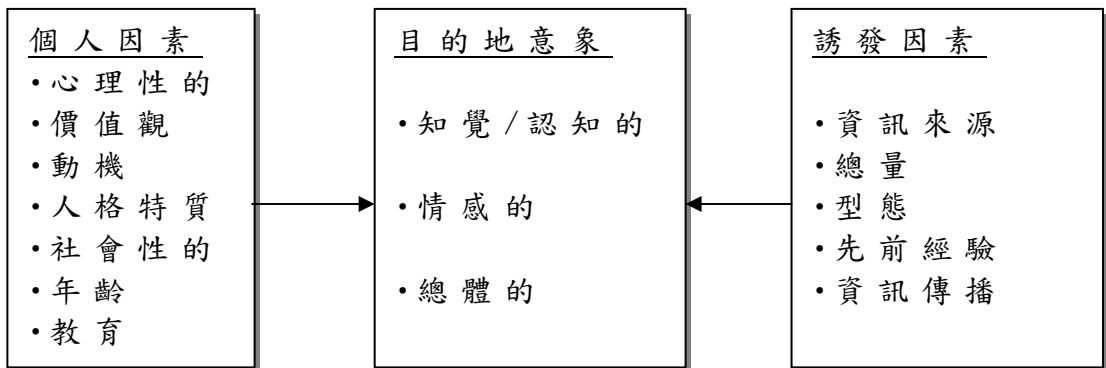 個人因素
•心理性的
•價值觀
•動機
•人格特質
•社會性的
•年齡
•教育
目的地意象
•知覺/認知的
•情感的
•總體的
誘發因素
•資訊來源
•總量
•型態
•先前經驗
•資訊傳播